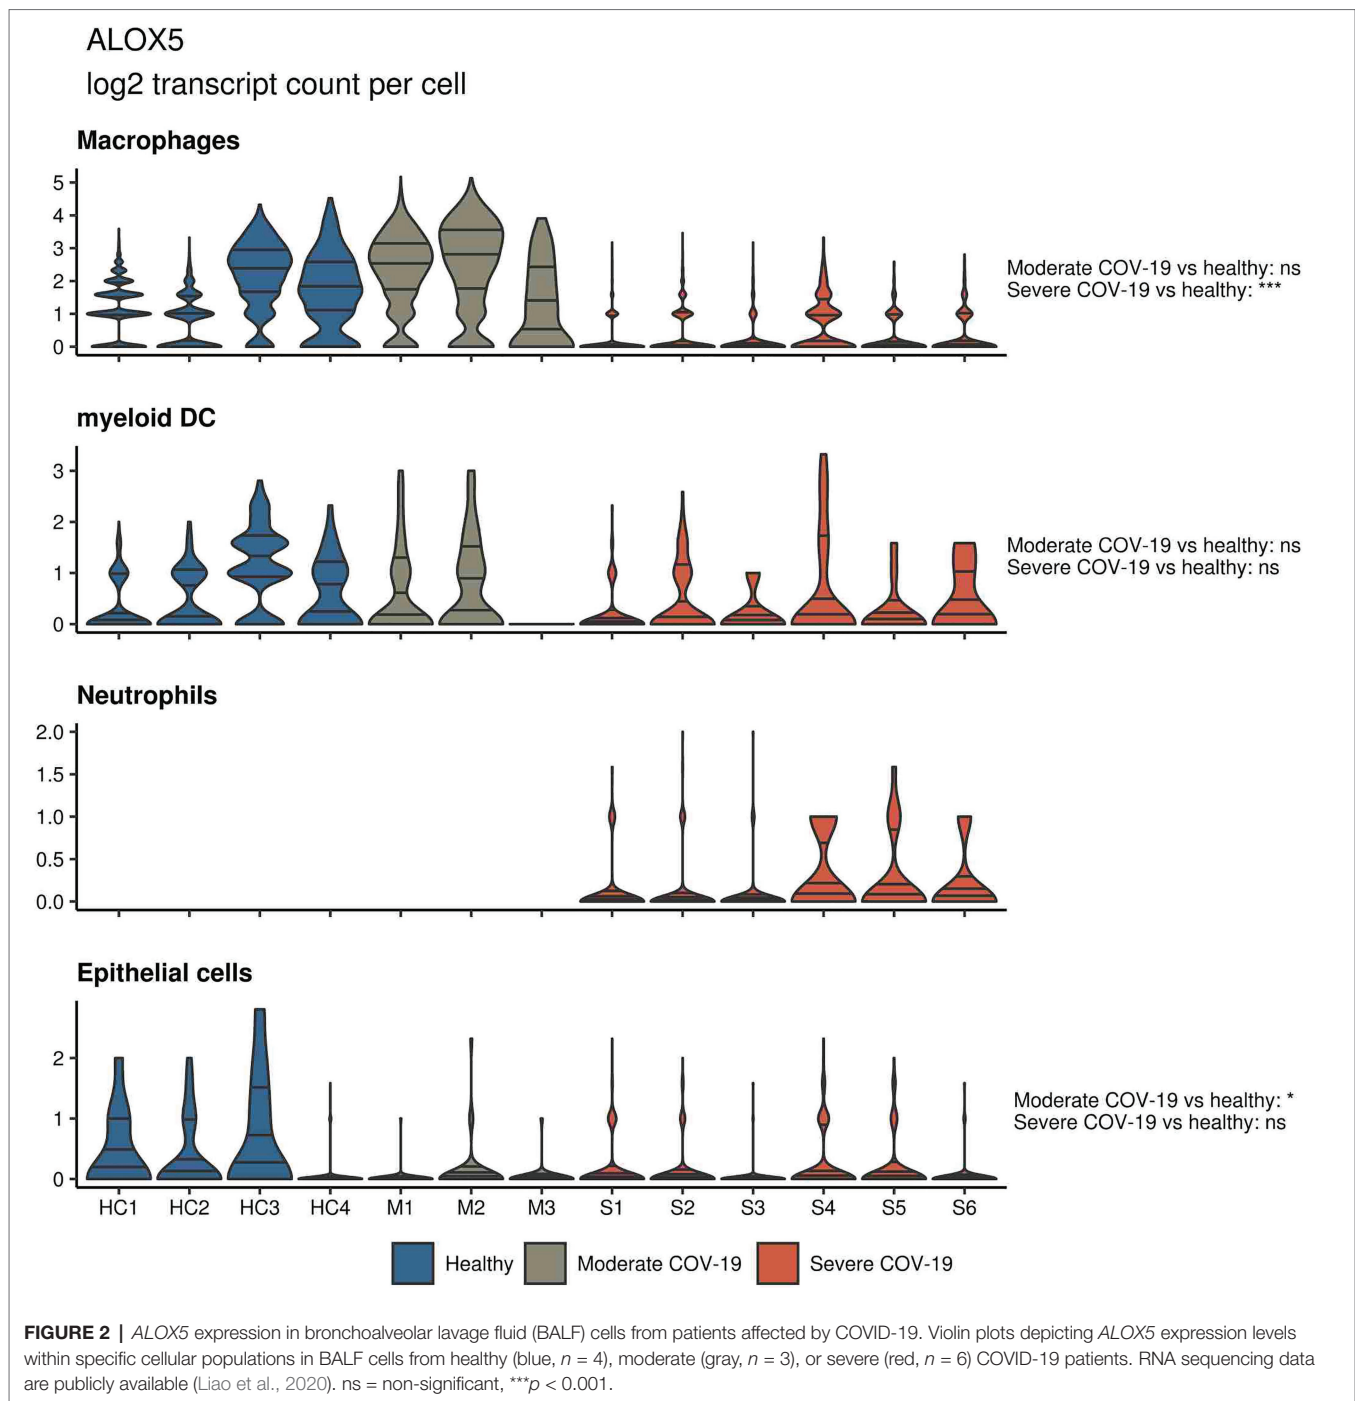 ALOX5
log2 transcript count per cell
Macrophages
5
4
3
2
1
0
Moderate COV-19 vs healthy: ns
Severe COV-19 vs healthy: ***
myeloid DC
3
2
1
0
Moderate COV-19 vs healthy: ns
Severe COV-19 vs healthy: ns
Neutrophils
2.0
1.5
1.0
0.5
0.0
Epithelial cells
2
1
0
Moderate COV-19 vs healthy: *
Severe COV-19 vs healthy: ns
HC1 HC2 HC3 HC4 M1 M2 M3 S1 S2 S3 S4 S5 S6
Healthy Moderate COV-19 Severe COV-19
FIGURE 2 | ALOX5 expression in bronchoalveolar lavage fluid (BALF) cells from patients affected by COVID-19. Violin plots depicting ALOX5 expression levels
within specific cellular populations in BALF cells from healthy (blue, n = 4), moderate (gray, n = 3), or severe (red, n = 6) COVID-19 patients. RNA sequencing data
are publicly available (Liao et al., 2020). ns = non-significant, ***p < 0.001.